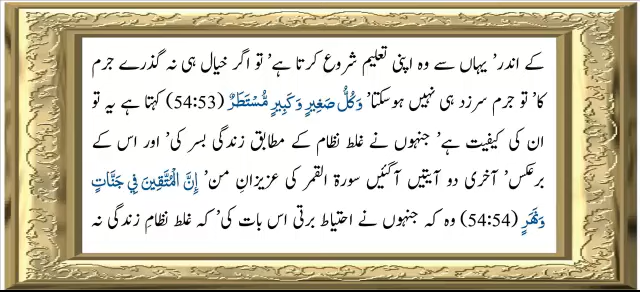 کے اندر' یہاں سے وہ اپنی تعلیم شروع کرتا ہے' تو اگر خیال ہی نہ گذرے جرم
کا' تو جرم سرزد ہی نہیں ہوسکتا' وَكُلُّ صَغِيرٍ وَكَبِيرٍ مُّسْتَطَرٌ (54:53) کہتا ہے یہ تو
ان کی کیفیت ہے' جنہوں نے غلط نظام کے مطابق زندگی بسر کی' اور اس کے
برعکس' آخری دو آیتیں آگئیں سورۃ القمر کی عزیزانِ من' إِنَّ الْمُتَّقِينَ فِي جَنَّاتٍ
وَنَهَرٍ (54:54) وہ کہ جنہوں نے احتیاط برتی اس بات کی' کہ غلط نظامِ زندگی نہ